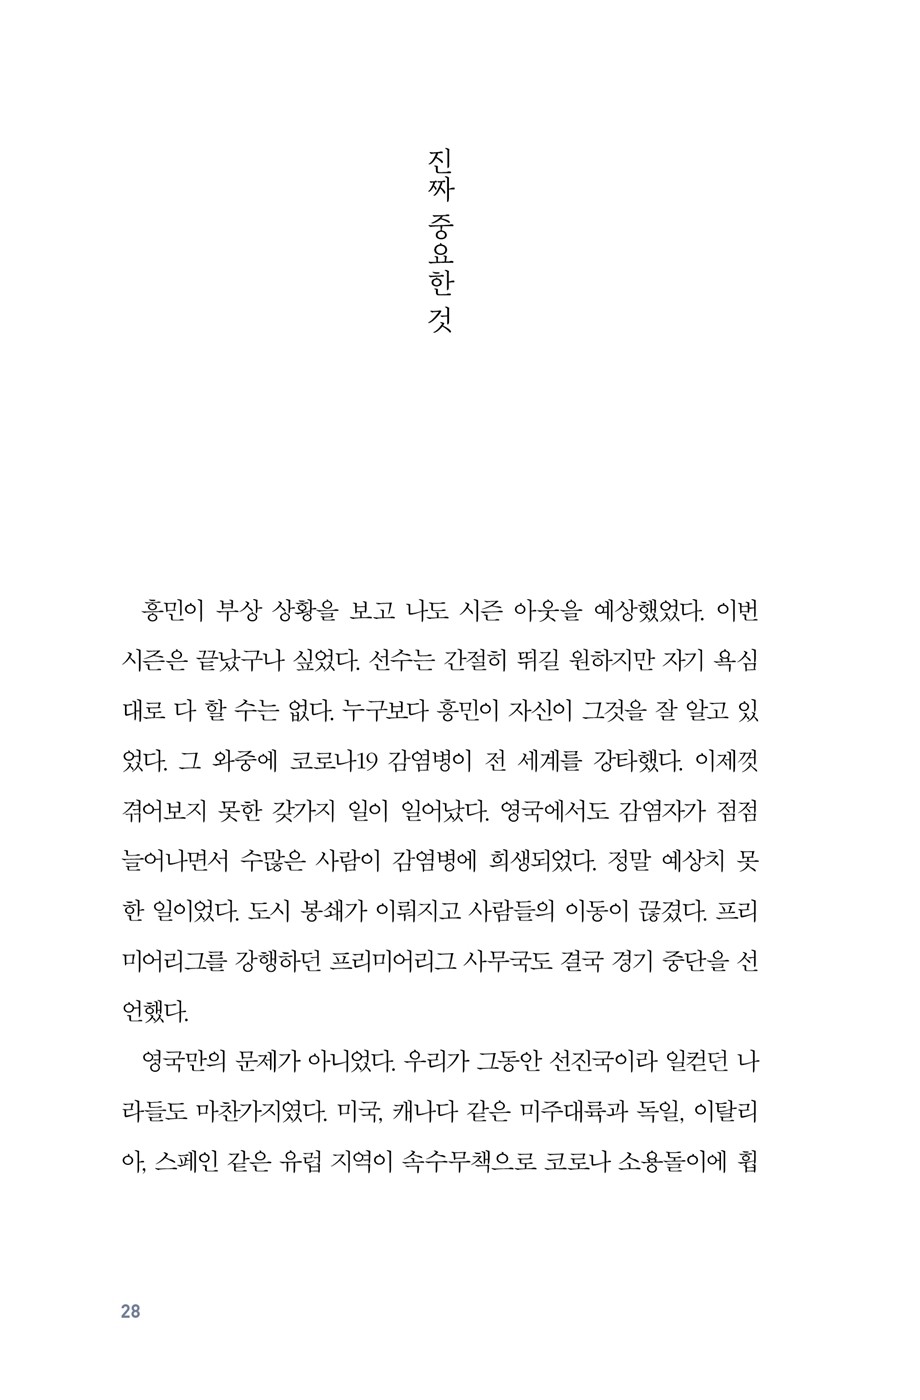 진짜 중요한 것
흥민이 부상 상황을 보고 나도 시즌 아웃을 예상했었다. 이번
시즌은 끝났구나 싶었다. 선수는 간절히 뛰길 원하지만 자기 욕심
대로 다 할 수는 없다. 누구보다 흥민이 자신이 그것을 잘 알고 있
었다. 그 와중에 코로나19 감염병이 전 세계를 강타했다. 이제껏
겪어보지 못한 갖가지 일이 일어났다. 영국에서도 감염자가 점점
늘어나면서 수많은 사람이 감염병에 희생되었다. 정말 예상치 못
한 일이었다. 도시 봉쇄가 이뤄지고 사람들의 이동이 끊겼다. 프리
미어리그를 강행하던 프리미어리그 사무국도 결국 경기 중단을 선
언했다.
영국만의 문제가 아니었다. 우리가 그동안 선진국이라 일컫던 나
라들도 마찬가지였다. 미국, 캐나다 같은 미주대륙과 독일, 이탈리
아, 스페인 같은 유럽 지역이 속수무책으로 코로나 소용돌이에 휩
28